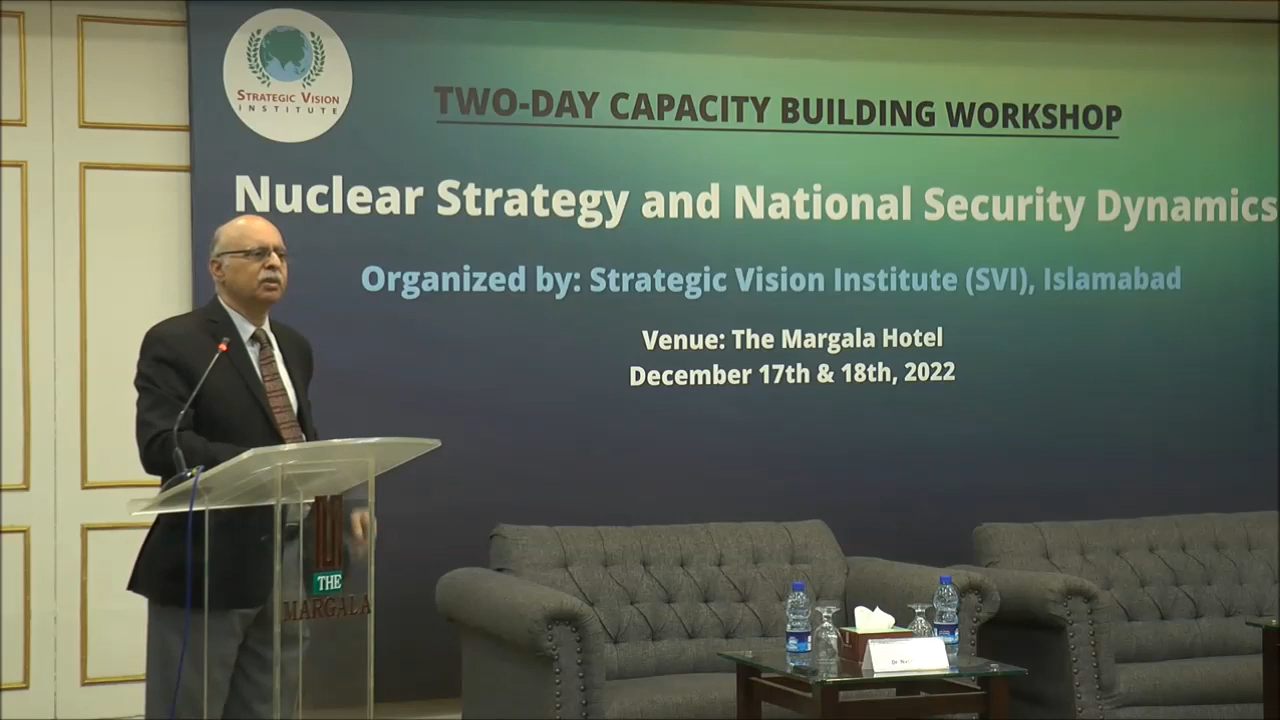 STRATEGIC VISION
INSTITUTE
TWO-DAY CAPACITY BUILDING WORKSHOP
Nuclear Strategy and National Security Dynamics
Organized by: Strategic Vision Institute (SVI), Islamabad
Venue: The Margala Hotel
December 17th & 18th, 2022
THE
MARGALA
Dr.